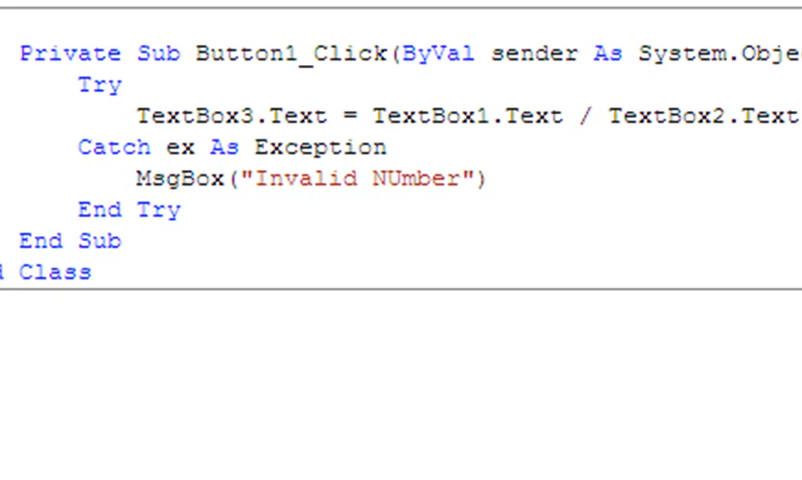 Private Sub Button1_Click(ByVal sender As System.Obje
Try
TextBox3.Text = TextBox1.Text / TextBox2.Text
Catch ex As Exception
MsgBox("Invalid NUmber")
End Try
End Sub
d Class